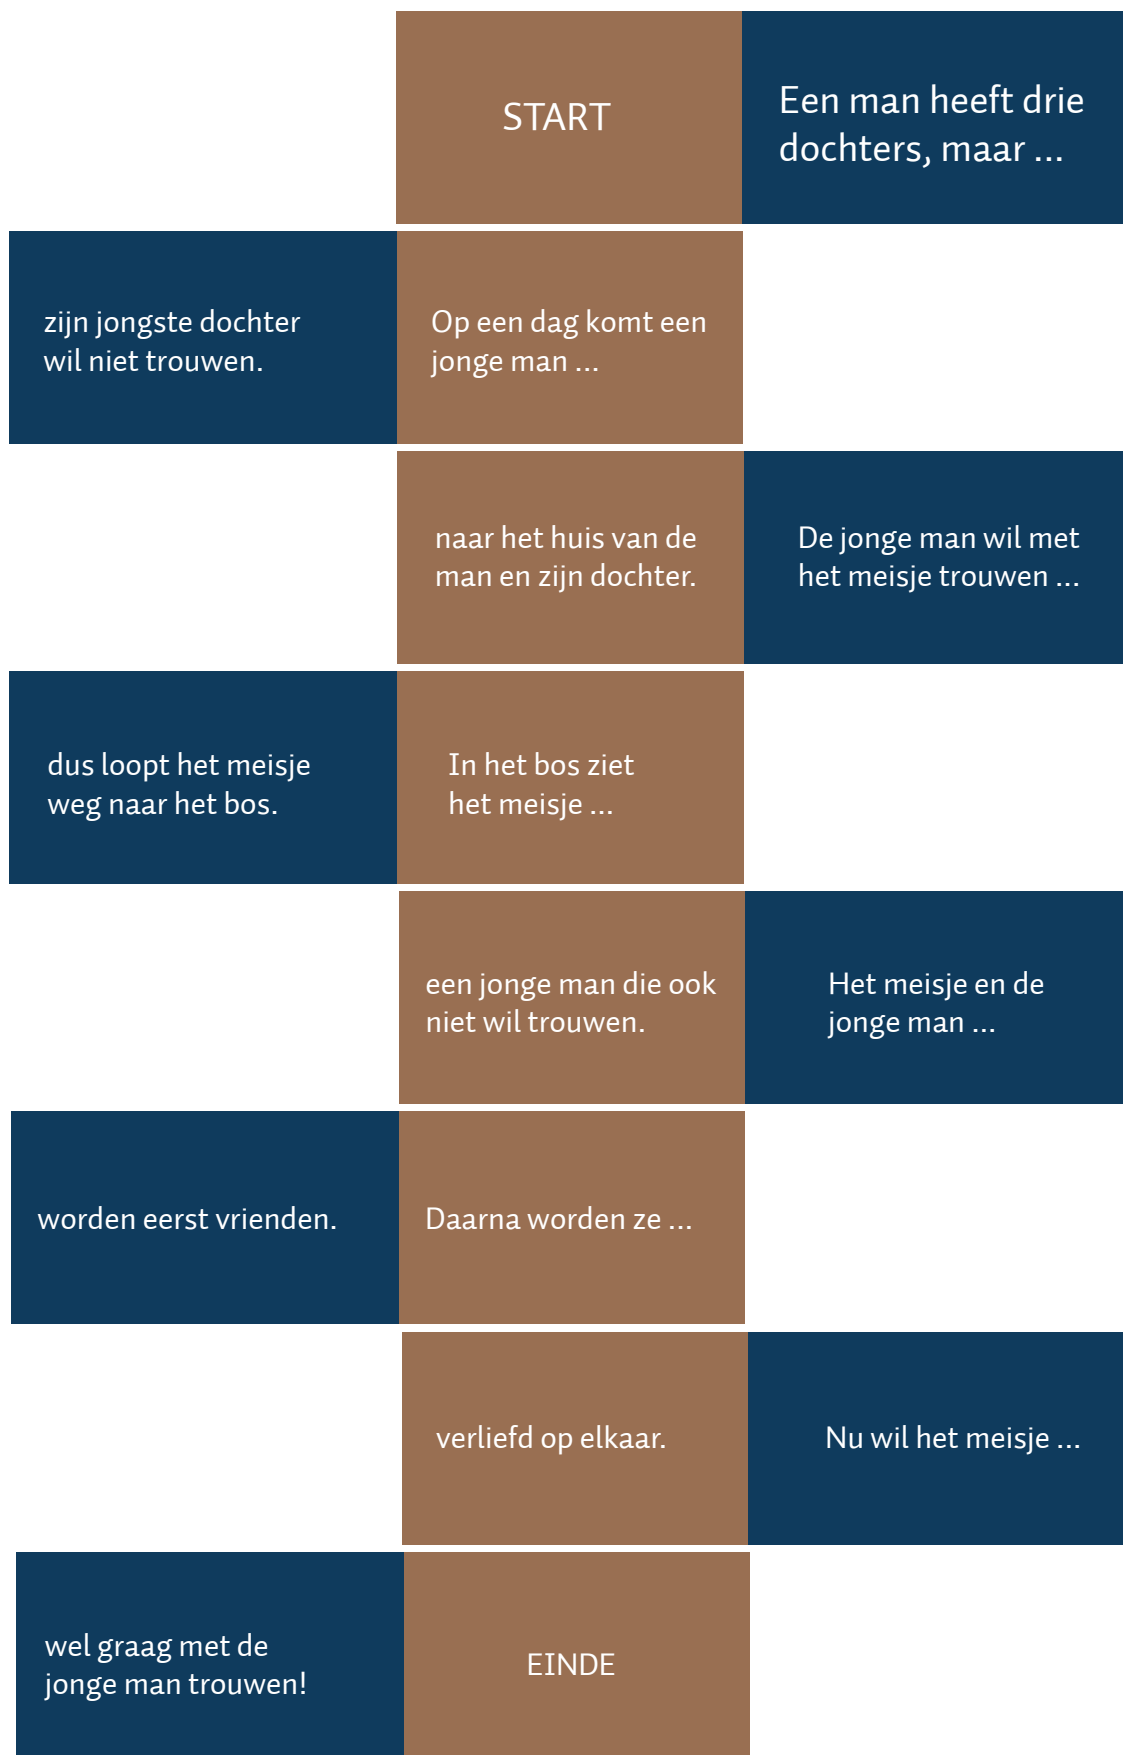 START
Een man heeft drie
dochters, maar ...
zijn jongste dochter
wil niet trouwen.
Op een dag komt een
jonge man ...
naar het huis van de
man en zijn dochter.
De jonge man wil met
het meisje trouwen ...
dus loopt het meisje
weg naar het bos.
In het bos ziet
het meisje ...
een jonge man die ook
niet wil trouwen.
Het meisje en de
jonge man ...
worden eerst vrienden.
Daarna worden ze ...
verliefd op elkaar.
Nu wil het meisje ...
wel graag met de
jonge man trouwen!
EINDE